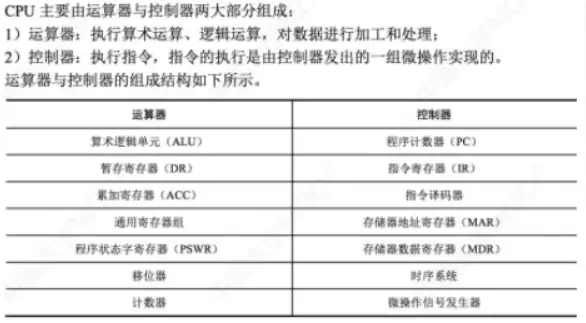 CPU 主要由运算器与控制器两大部分组成：
1）运算器：执行算术运算、逻辑运算，对数据进行加工和处理；
2）控制器：执行指令，指令的执行是由控制器发出的一组微操作实现的。
运算器与控制器的组成结构如下所示。
运算器 控制器
算术逻辑单元（ALU） 程序计数器（PC）
暂存寄存器（DR） 指令寄存器（IR）
累加寄存器（ACC） 指令译码器
通用寄存器组 存储器地址寄存器（MAR）
程序状态字寄存器（PSWR） 存储器数据寄存器（MDR）
移位器 时序系统
计数器 微操作信号发生器